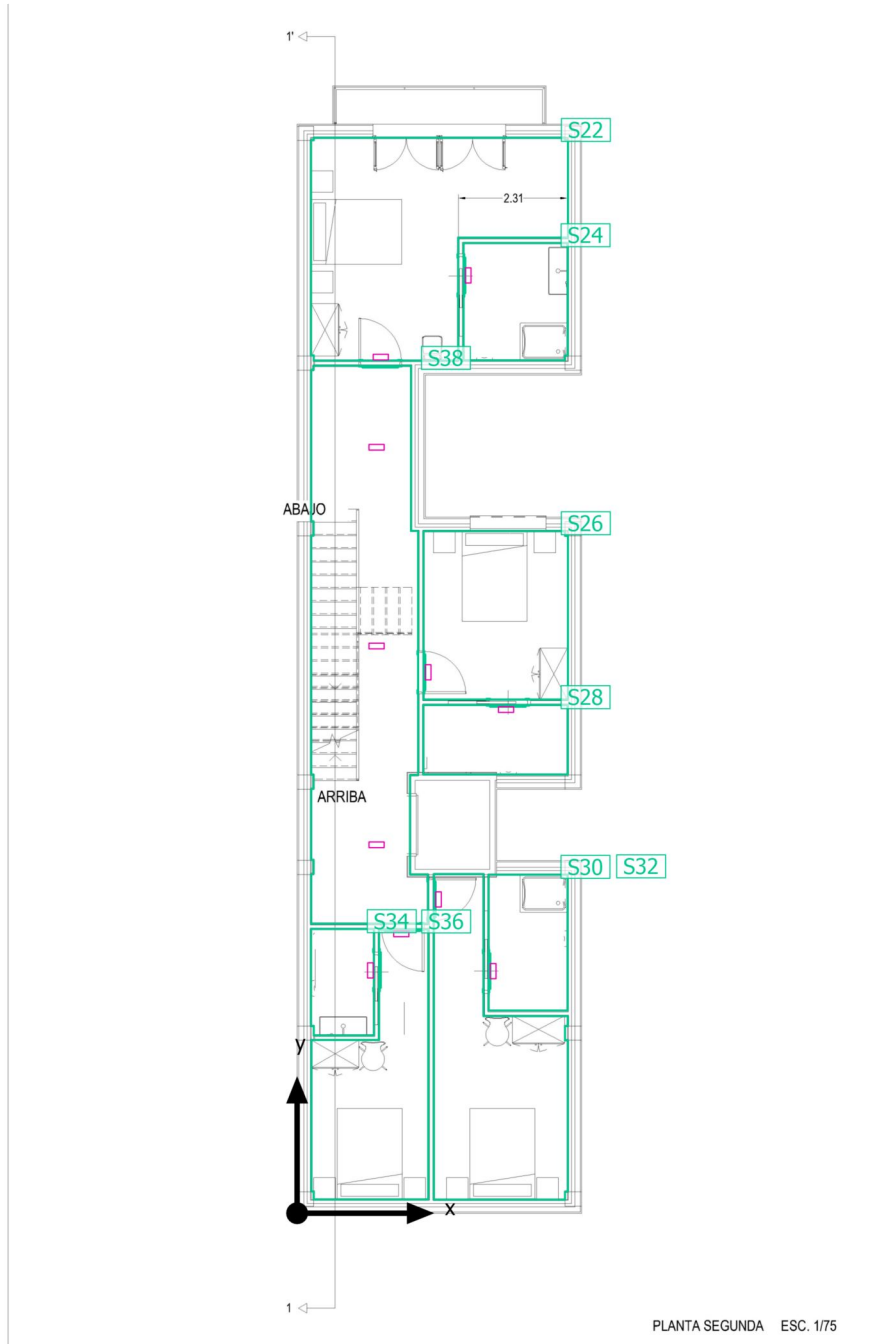 1'
S22
2.31
S24
S38
ABAJO
S26
S28
ARRIBA
S30 S32
S34 S36
y
x
1
PLANTA SEGUNDA ESC. 1/75